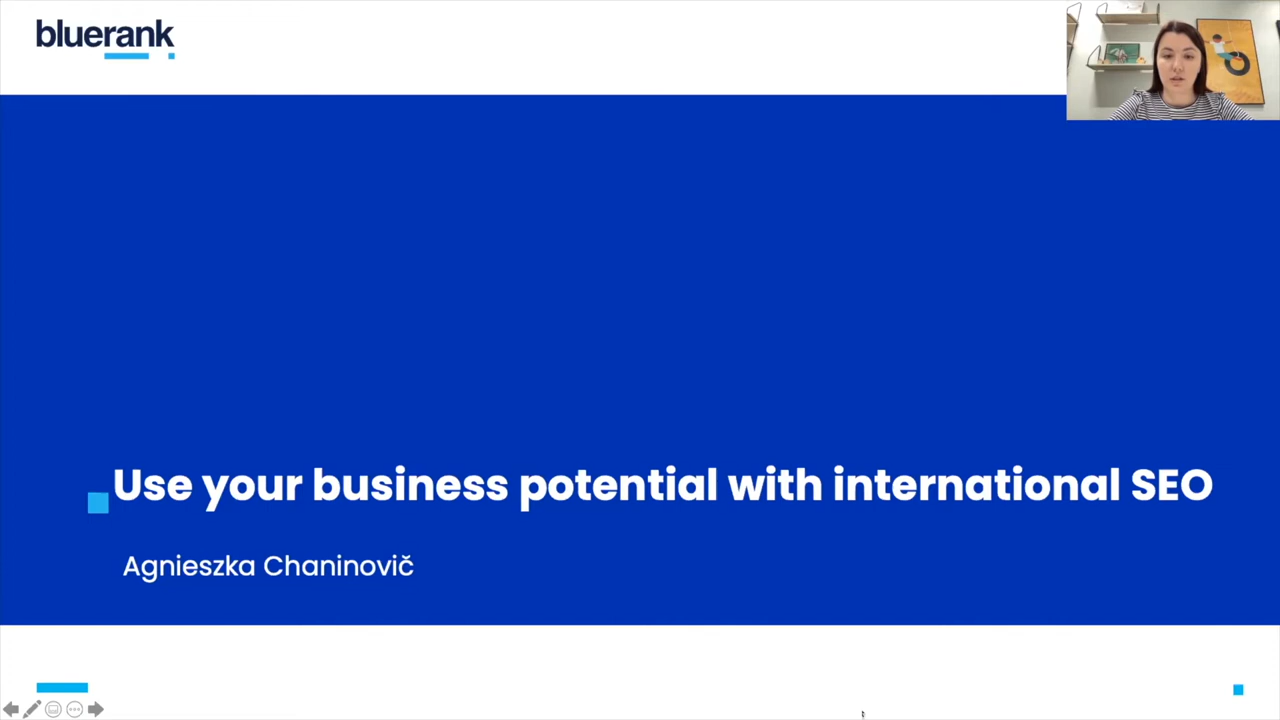 bluerank
Use your business potential with international SEO
Agnieszka Chaninovič